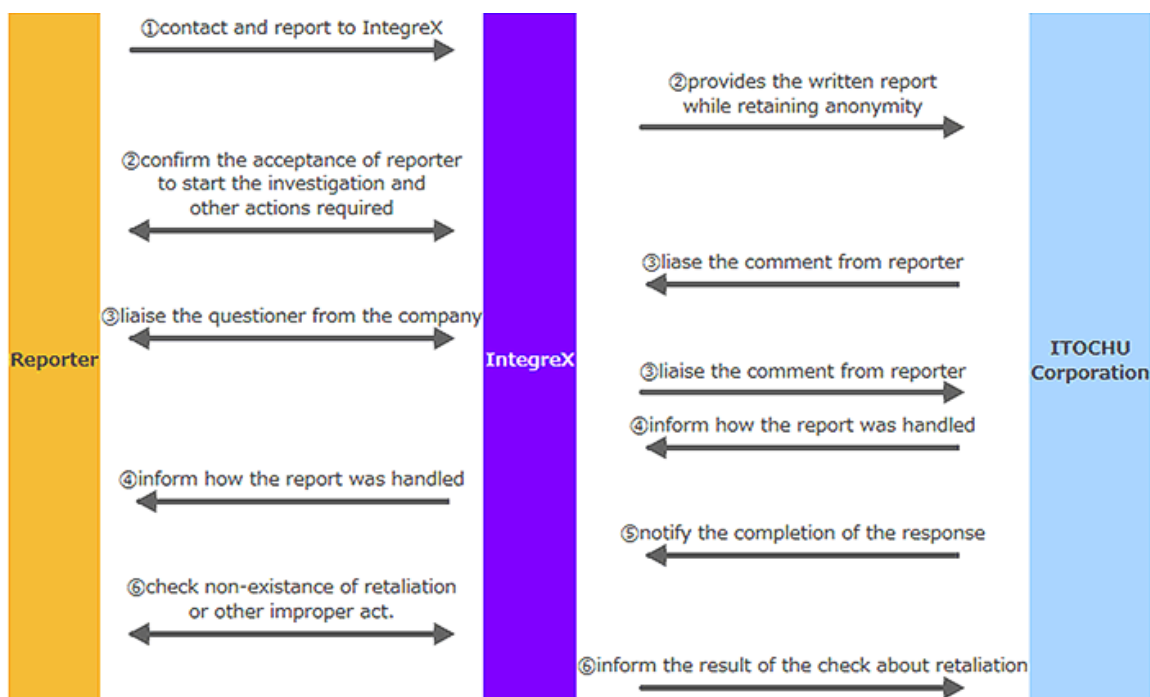 ①contact and report to IntegreX
②provides the written report
while retaining anonymity
②confirm the acceptance of reporter
to start the investigation and
other actions required
③liase the comment from reporter
③liaise the questioner from the company
Reporter
IntegreX
ITOCHU
Corporation
③liaise the comment from reporter
④inform how the report was handled
④inform how the report was handled
⑤notify the completion of the response
⑥check non-existance of retaliation
or other improper act.
⑥inform the result of the check about retaliation